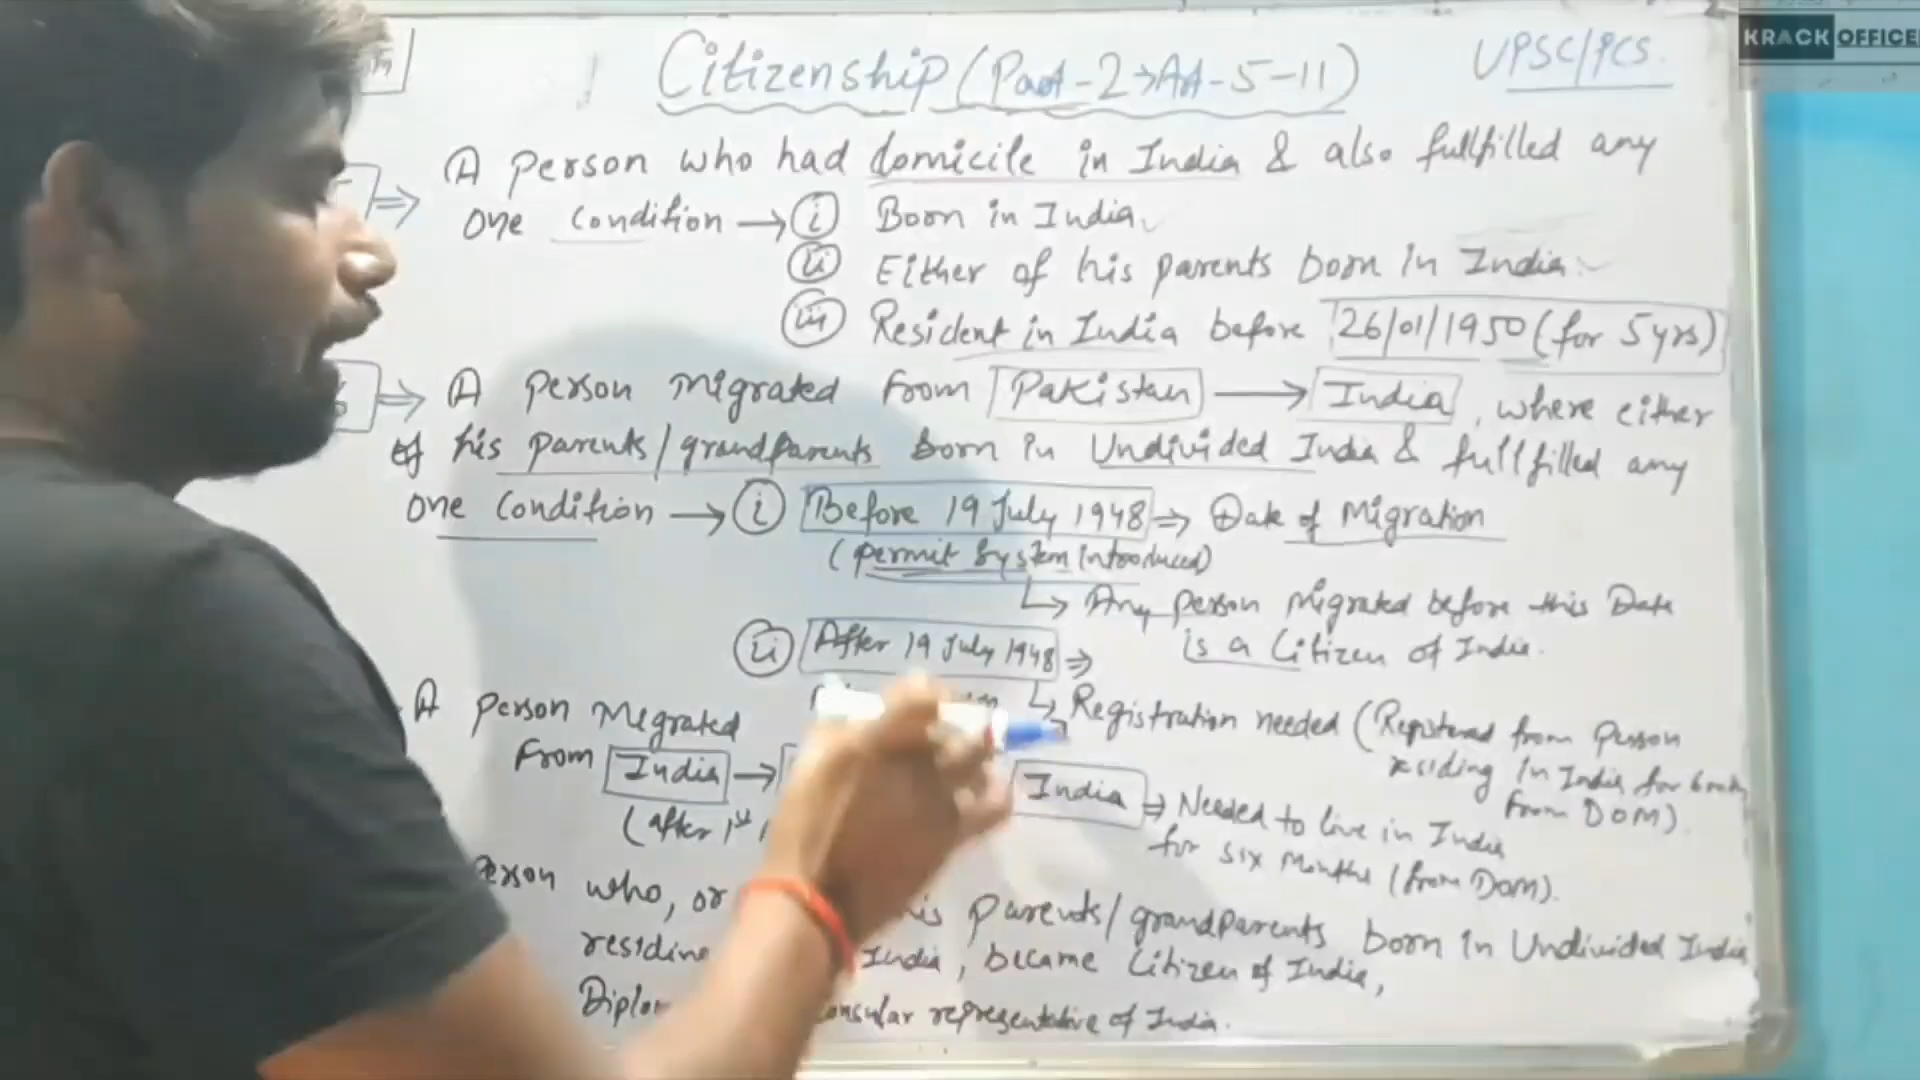 KRACK OFFICE
Citizenship (Part-2→Art-5-11)
UPSC/PCS.
⇒ A person who had domicile in India & also fullfilled any
one condition → (i) Born in India
(ii) Either of his parents born in India
(iii) Resident in India before 26/01/1950 (for 5yrs)
⇒ A person migrated from Pakistan → India, where either
of his parents/grandparents born in Undivided India & fullfilled any
one condition → (i) Before 19 July 1948 ⇒ Date of Migration
(permit system introduced)
↳ Any person migrated before this Date
is a Citizen of India.
(ii) After 19 July 1948 ⇒
↳ Registration needed (Registered from person
residing in India for 6
from DOM).
A person Megrated
from India →
(after 1st
India ⇒ Needed to live in India
for six months (from DOM).
who, or his parents/grandparents born in Undivided India
India, became Citizen of India,
representative of India.